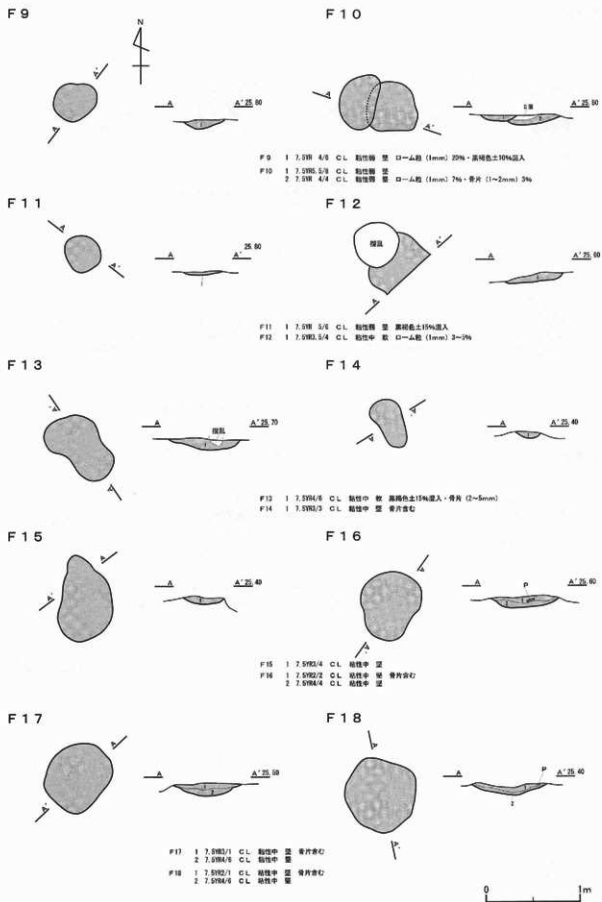 F9
N
F10
A A' 25.60
A A' 25.60
F9 1 7.5YR 4/6 CL 粘性弱 堅 ローム粒(1mm)20%・黒褐色土10%混入
F10 1 7.5YR5.5/8 CL 粘性弱 堅
2 7.5YR 4/4 CL 粘性弱 堅 ローム粒(1mm)7%・骨片(1~2mm)3%
F11
F12
A A' 25.80
攪乱
A A' 25.60
F11 1 7.5YR 5/6 CL 粘性弱 堅 黒褐色土15%混入
F12 1 7.5YR3.5/4 CL 粘性中 軟 ローム粒(1mm)3~5%
F13
F14
A 攪乱 A' 25.70
A A' 25.40
F13 1 7.5YR4/6 CL 粘性中 軟 黒褐色土15%混入・骨片(2~5mm)
F14 1 7.5YR3/3 CL 粘性中 堅 骨片含む
F15
F16
A A' 25.40
A P A' 25.60
F15 1 7.5YR3/4 CL 粘性中 堅
F16 1 7.5YR2/2 CL 粘性中 堅 骨片含む
2 7.5YR4/4 CL 粘性中 堅
F17
F18
A A' 25.50
A P A' 25.40
2
F17 1 7.5YR3/1 CL 粘性中 堅 骨片含む
2 7.5YR4/6 CL 粘性中 堅
F18 1 7.5YR2/1 CL 粘性中 堅 骨片含む
2 7.5YR4/6 CL 粘性中 堅
0 1m